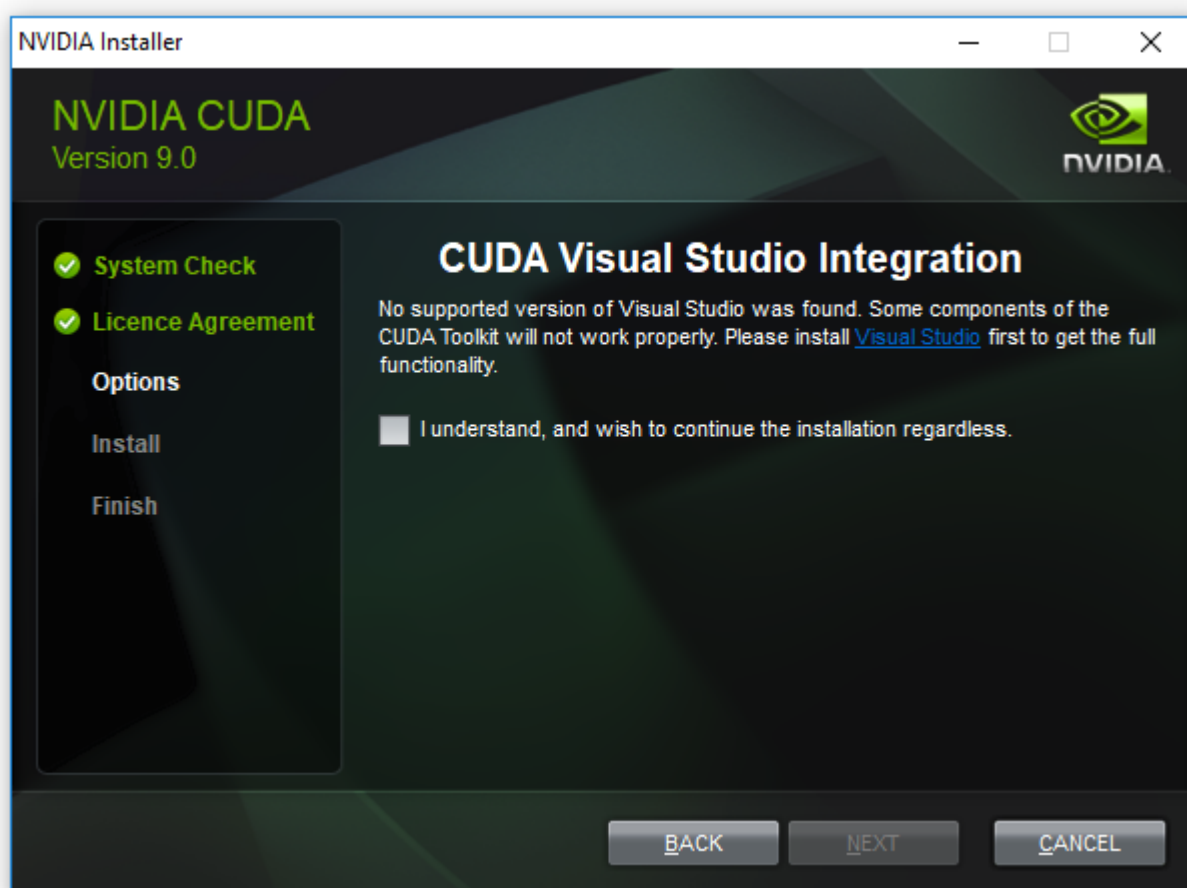 NVIDIA Installer
NVIDIA CUDA
Version 9.0
NVIDIA.
System Check
Licence Agreement
Options
Install
Finish
CUDA Visual Studio Integration
No supported version of Visual Studio was found. Some components of the
CUDA Toolkit will not work properly. Please install Visual Studio first to get the full
functionality.
I understand, and wish to continue the installation regardless.
BACK
NEXT
CANCEL